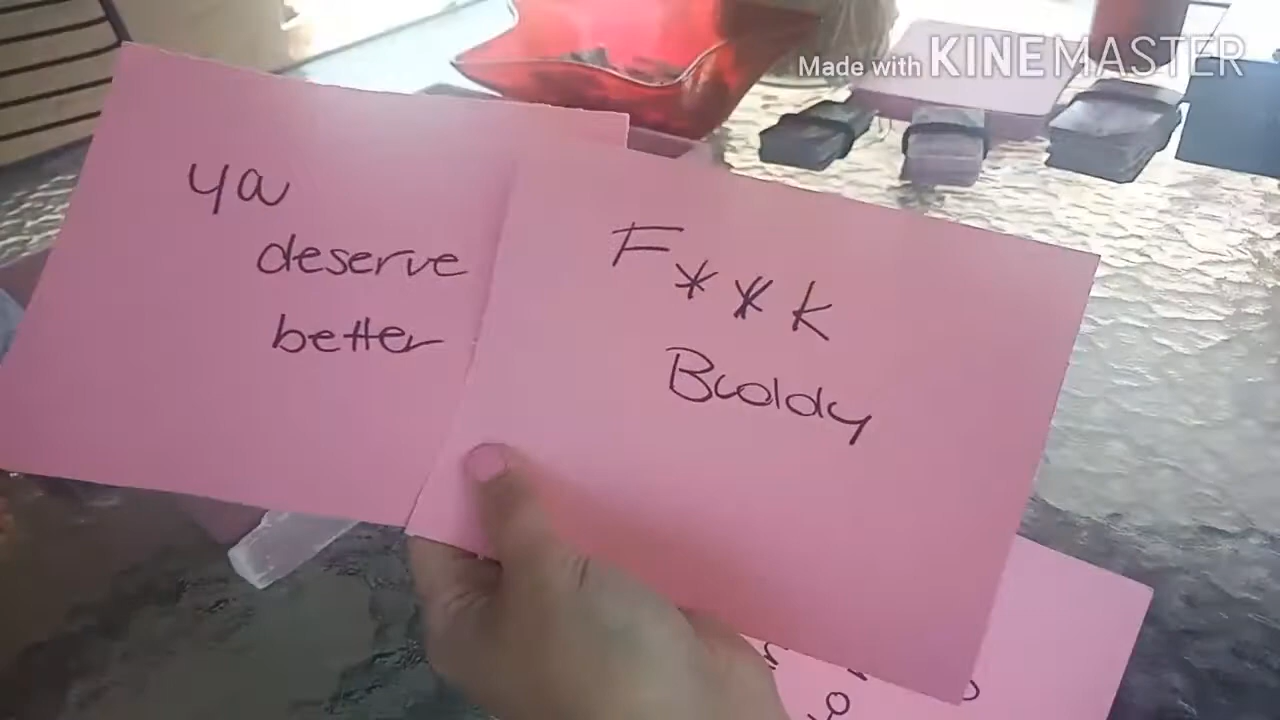 Made with KINEMASTER
ya
deserve
better
F**k
Buddy